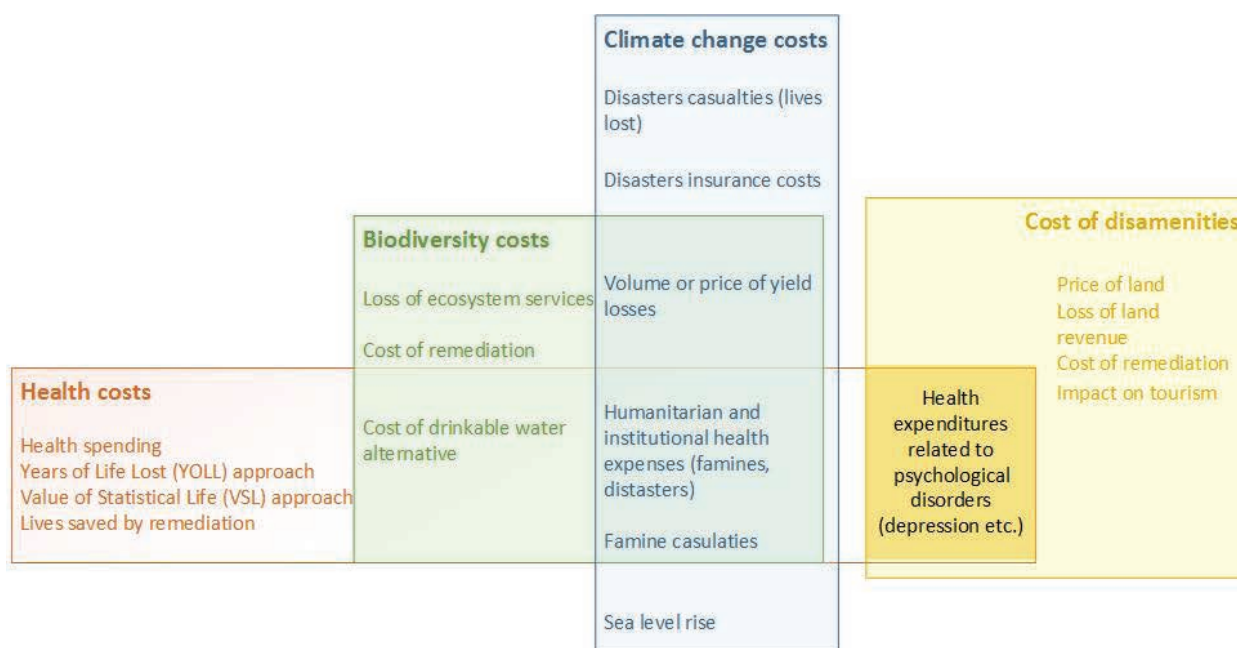 Climate change costs
Disasters casualties (lives
lost)
Disasters insurance costs
Volume or price of yield
losses
Humanitarian and
institutional health
expenses (famines,
distasters)
Famine casulaties
Sea level rise
Biodiversity costs
Loss of ecosystem services
Cost of remediation
Cost of drinkable water
alternative
Health costs
Health spending
Years of Life Lost (YOLL) approach
Value of Statistical Life (VSL) approach
Lives saved by remediation
Cost of disamenities
Price of land
Loss of land
revenue
Cost of remediation
Impact on tourism
Health
expenditures
related to
psychological
disorders
(depression etc.)